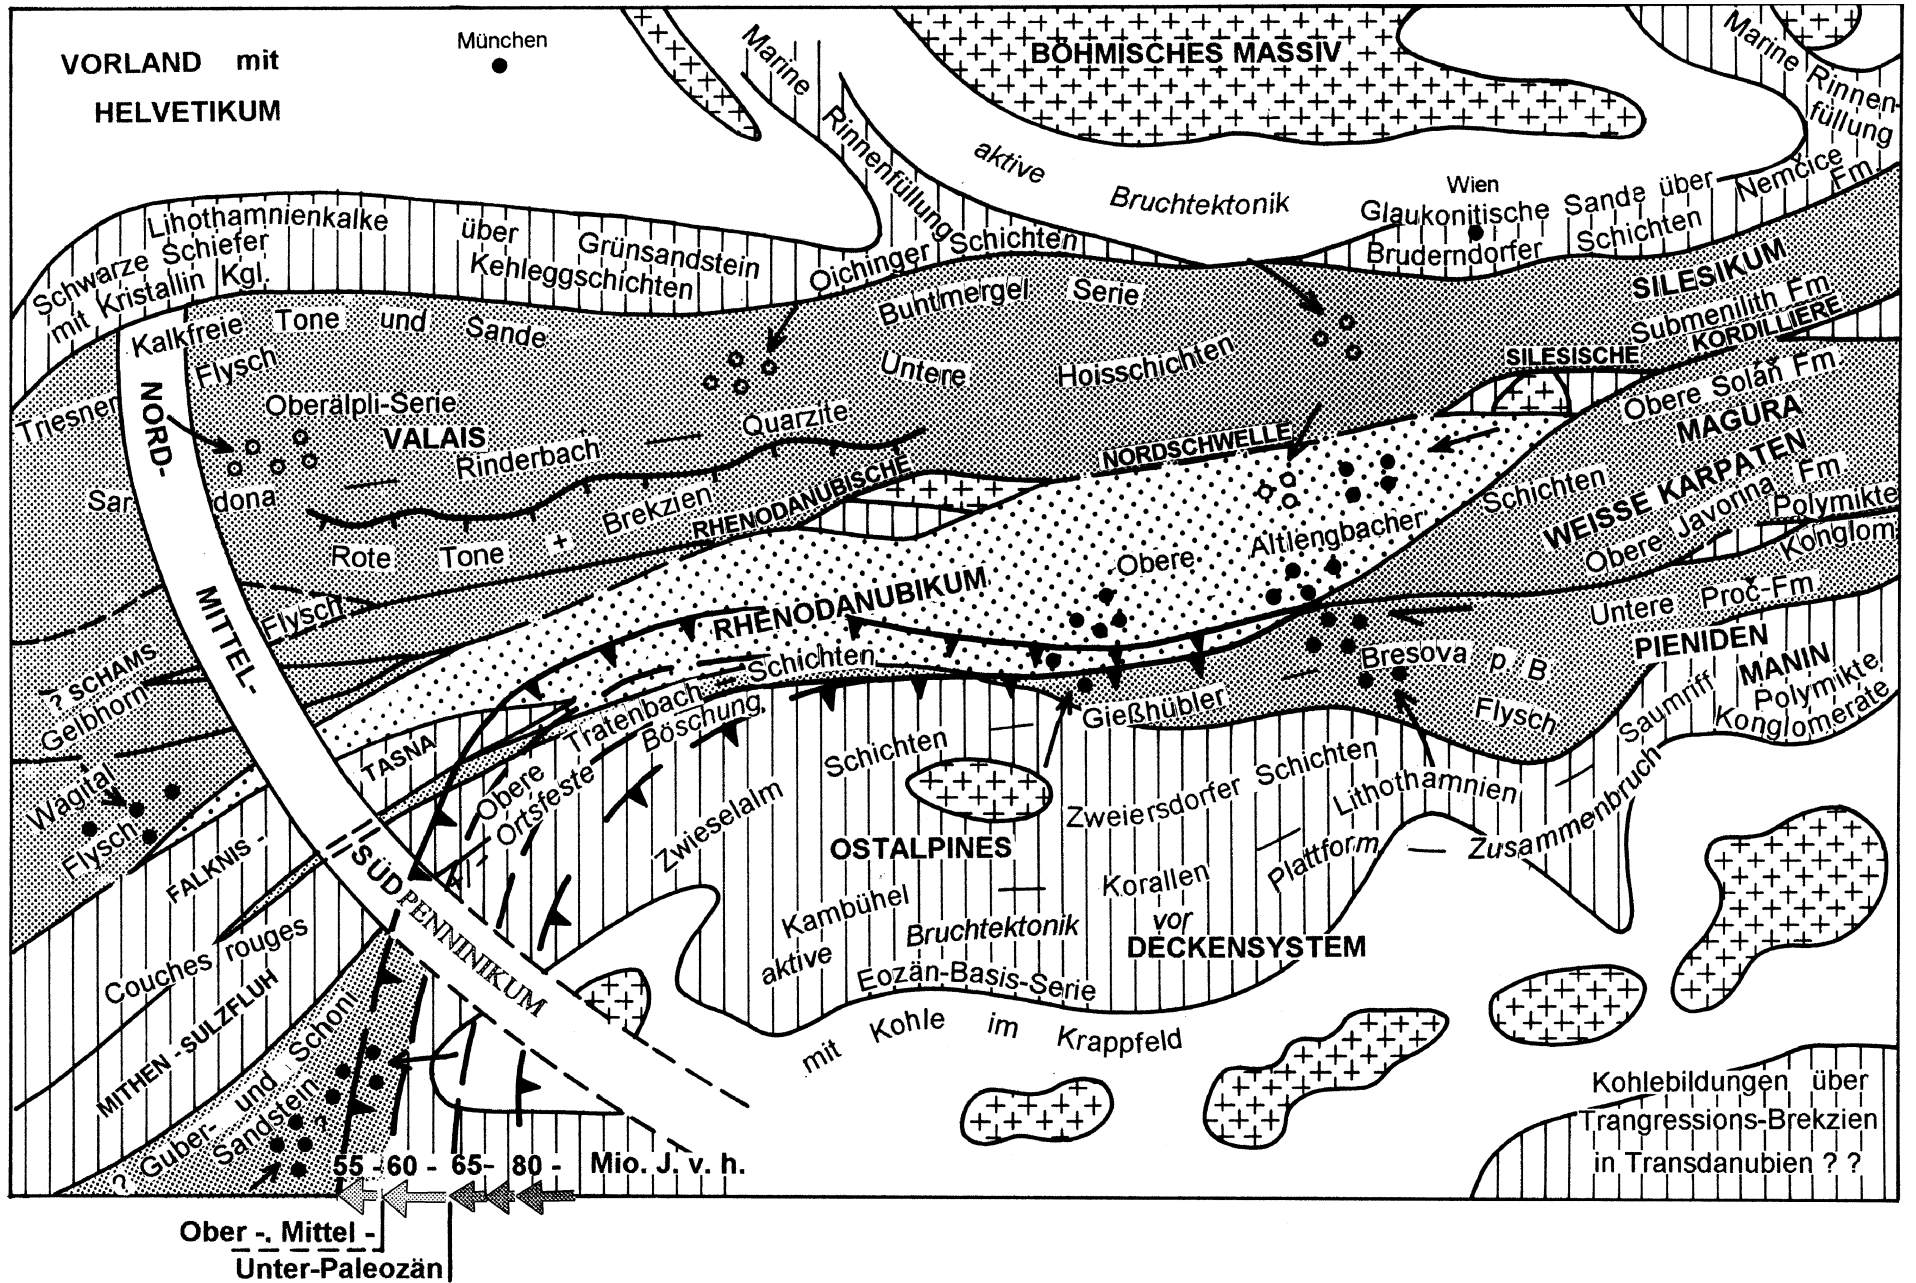 VORLAND mit
HELVETIKUM
München
BÖHMISCHES MASSIV
Marine
Rinnenfüllung
Marine Rinnen-
füllung
aktive
Bruchtektonik
Wien
Glaukonitische Sande über Nemčice Fm.
Bruderndorfer Schichten
Lihothamnienkalke über Grünsandstein Oichinger Schichten
Schwarze Schiefer
mit Kristallin Kgl.
Kehleggschichten
Buntmergel Serie
SILESIKUM
Submenilith Fm
Kalkfreie Tone und Sande
Flysch
Untere Hoisschichten
SILESISCHE KORDILLIERE
Triesner
NORD-
MITTEL-
SÜDPENNINIKUM
Oberälpli-Serie
VALAIS
Rinderbach — Quarzite
Obere Soláň Fm
MAGURA
Schichten
WEISSE KARPATEN
Obere Javorina Fm
Polymikte
Konglom
RHENODANUBISCHE NORDSCHWELLE
Sardona
Rote Tone + Brekzien
Flysch
Obere Altlengbacher
RHENODANUBIKUM
Untere Proč-Fm
PIENIDEN
MANIN
Polymikte
Konglomerate
Saumriff
Bresova p. B
Flysch
Gießhübler —
? SCHAMS
Gelbhorn
Tratenbach - Schichten
Böschung
TASNA
Obere
Ortsfeste
Wägital
Flysch
Zwieselalm
Schichten —
Zweiersdorfer Schichten
Lithothamnien —
OSTALPINES
Plattform — Zusammenbruch
FALKNIS -
Kambühel — Korallen —
aktive Bruchtektonik vor
DECKENSYSTEM
Eozän-Basis-Serie
mit Kohle im Krappfeld
Couches rouges
MITHEN - SULZFLUH
? Guber- und Schoni
Sandstein ?
Kohlebildungen über
Trangressions-Brekzien
in Transdanubien ? ?
55 - 60 - 65- 80 - Mio. J. v. h.
Ober -. Mittel -
Unter-Paleozän